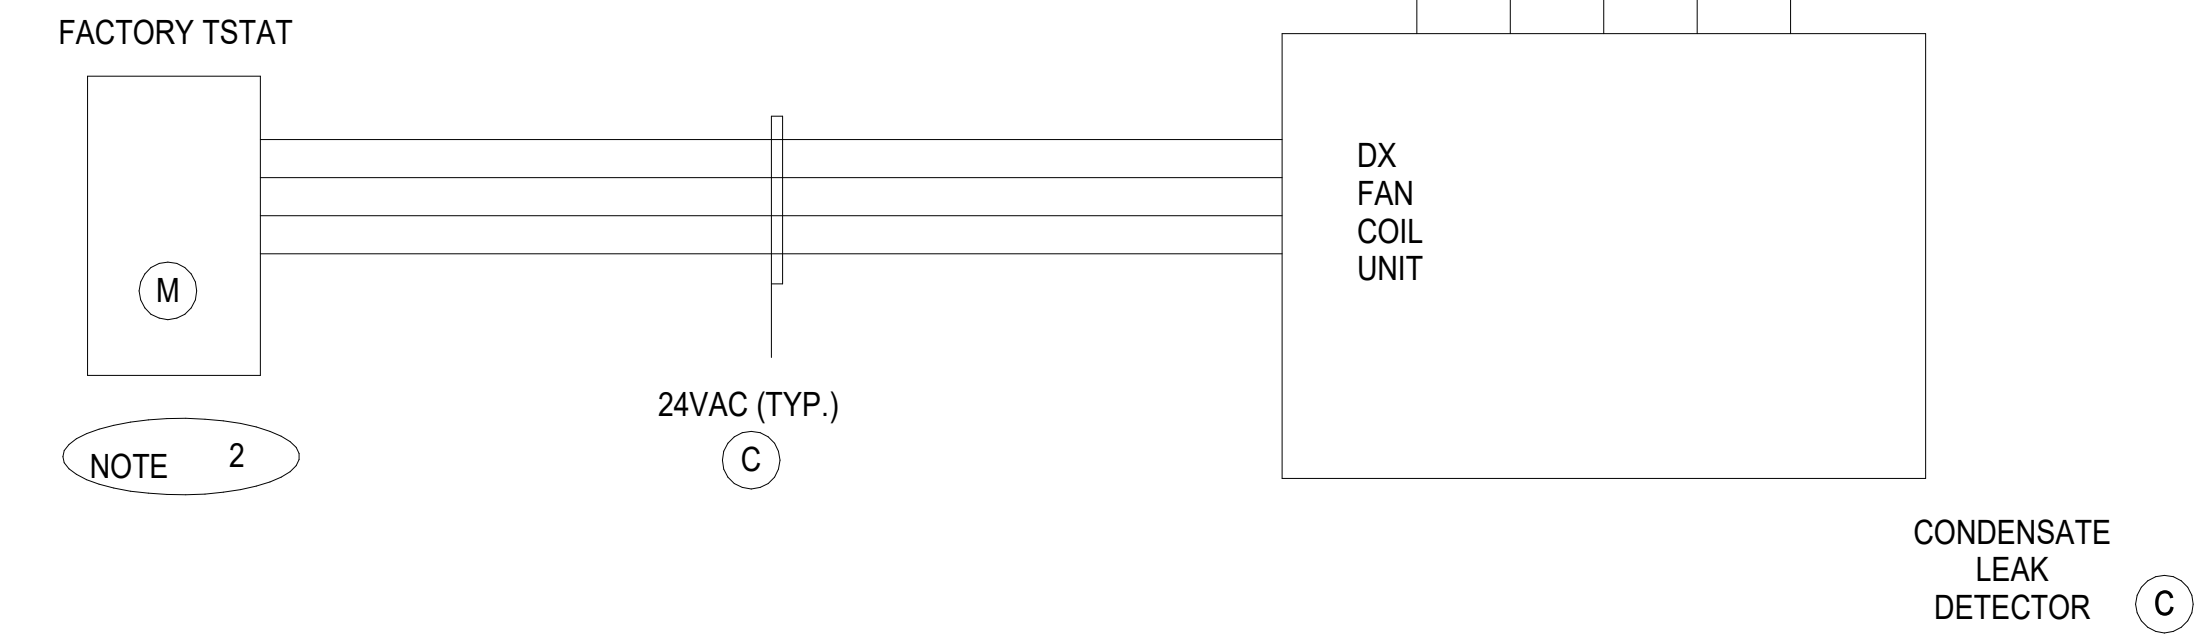 FACTORY TSTAT
DX
FAN
COIL
UNIT
M
24VAC (TYP.)
C
NOTE 2
CONDENSATE
LEAK
DETECTOR C